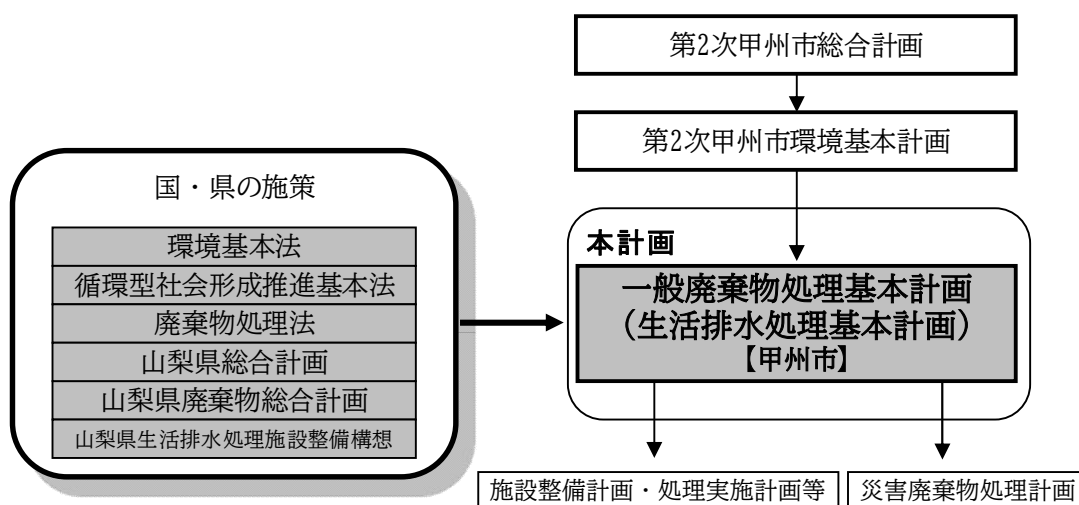 第2次甲州市総合計画
第2次甲州市環境基本計画
国・県の施策
環境基本法
循環型社会形成推進基本法
廃棄物処理法
山梨県総合計画
山梨県廃棄物総合計画
山梨県生活排水処理施設整備構想
本計画
一般廃棄物処理基本計画
（生活排水処理基本計画）
【甲州市】
施設整備計画・処理実施計画等
災害廃棄物処理計画